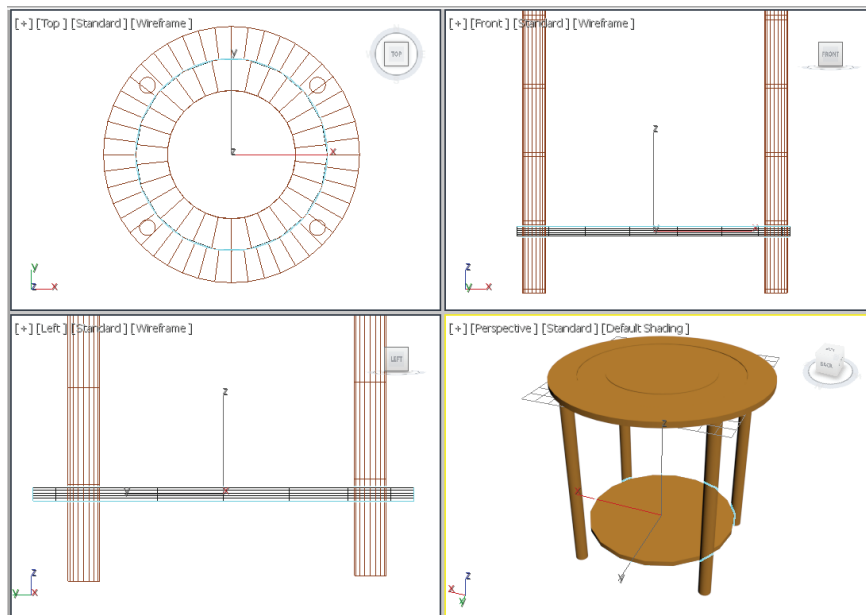 [+] [Top] [Standard] [Wireframe]
TOP
y
x
z
y
z
x
[+] [Front] [Standard] [Wireframe]
FRONT
z
y
x
z
y
x
[+] [Left] [Standard] [Wireframe]
LEFT
z
y
x
z
y
x
[+] [Perspective] [Standard] [Default Shading]
BACK
z
x
y
z
x
y